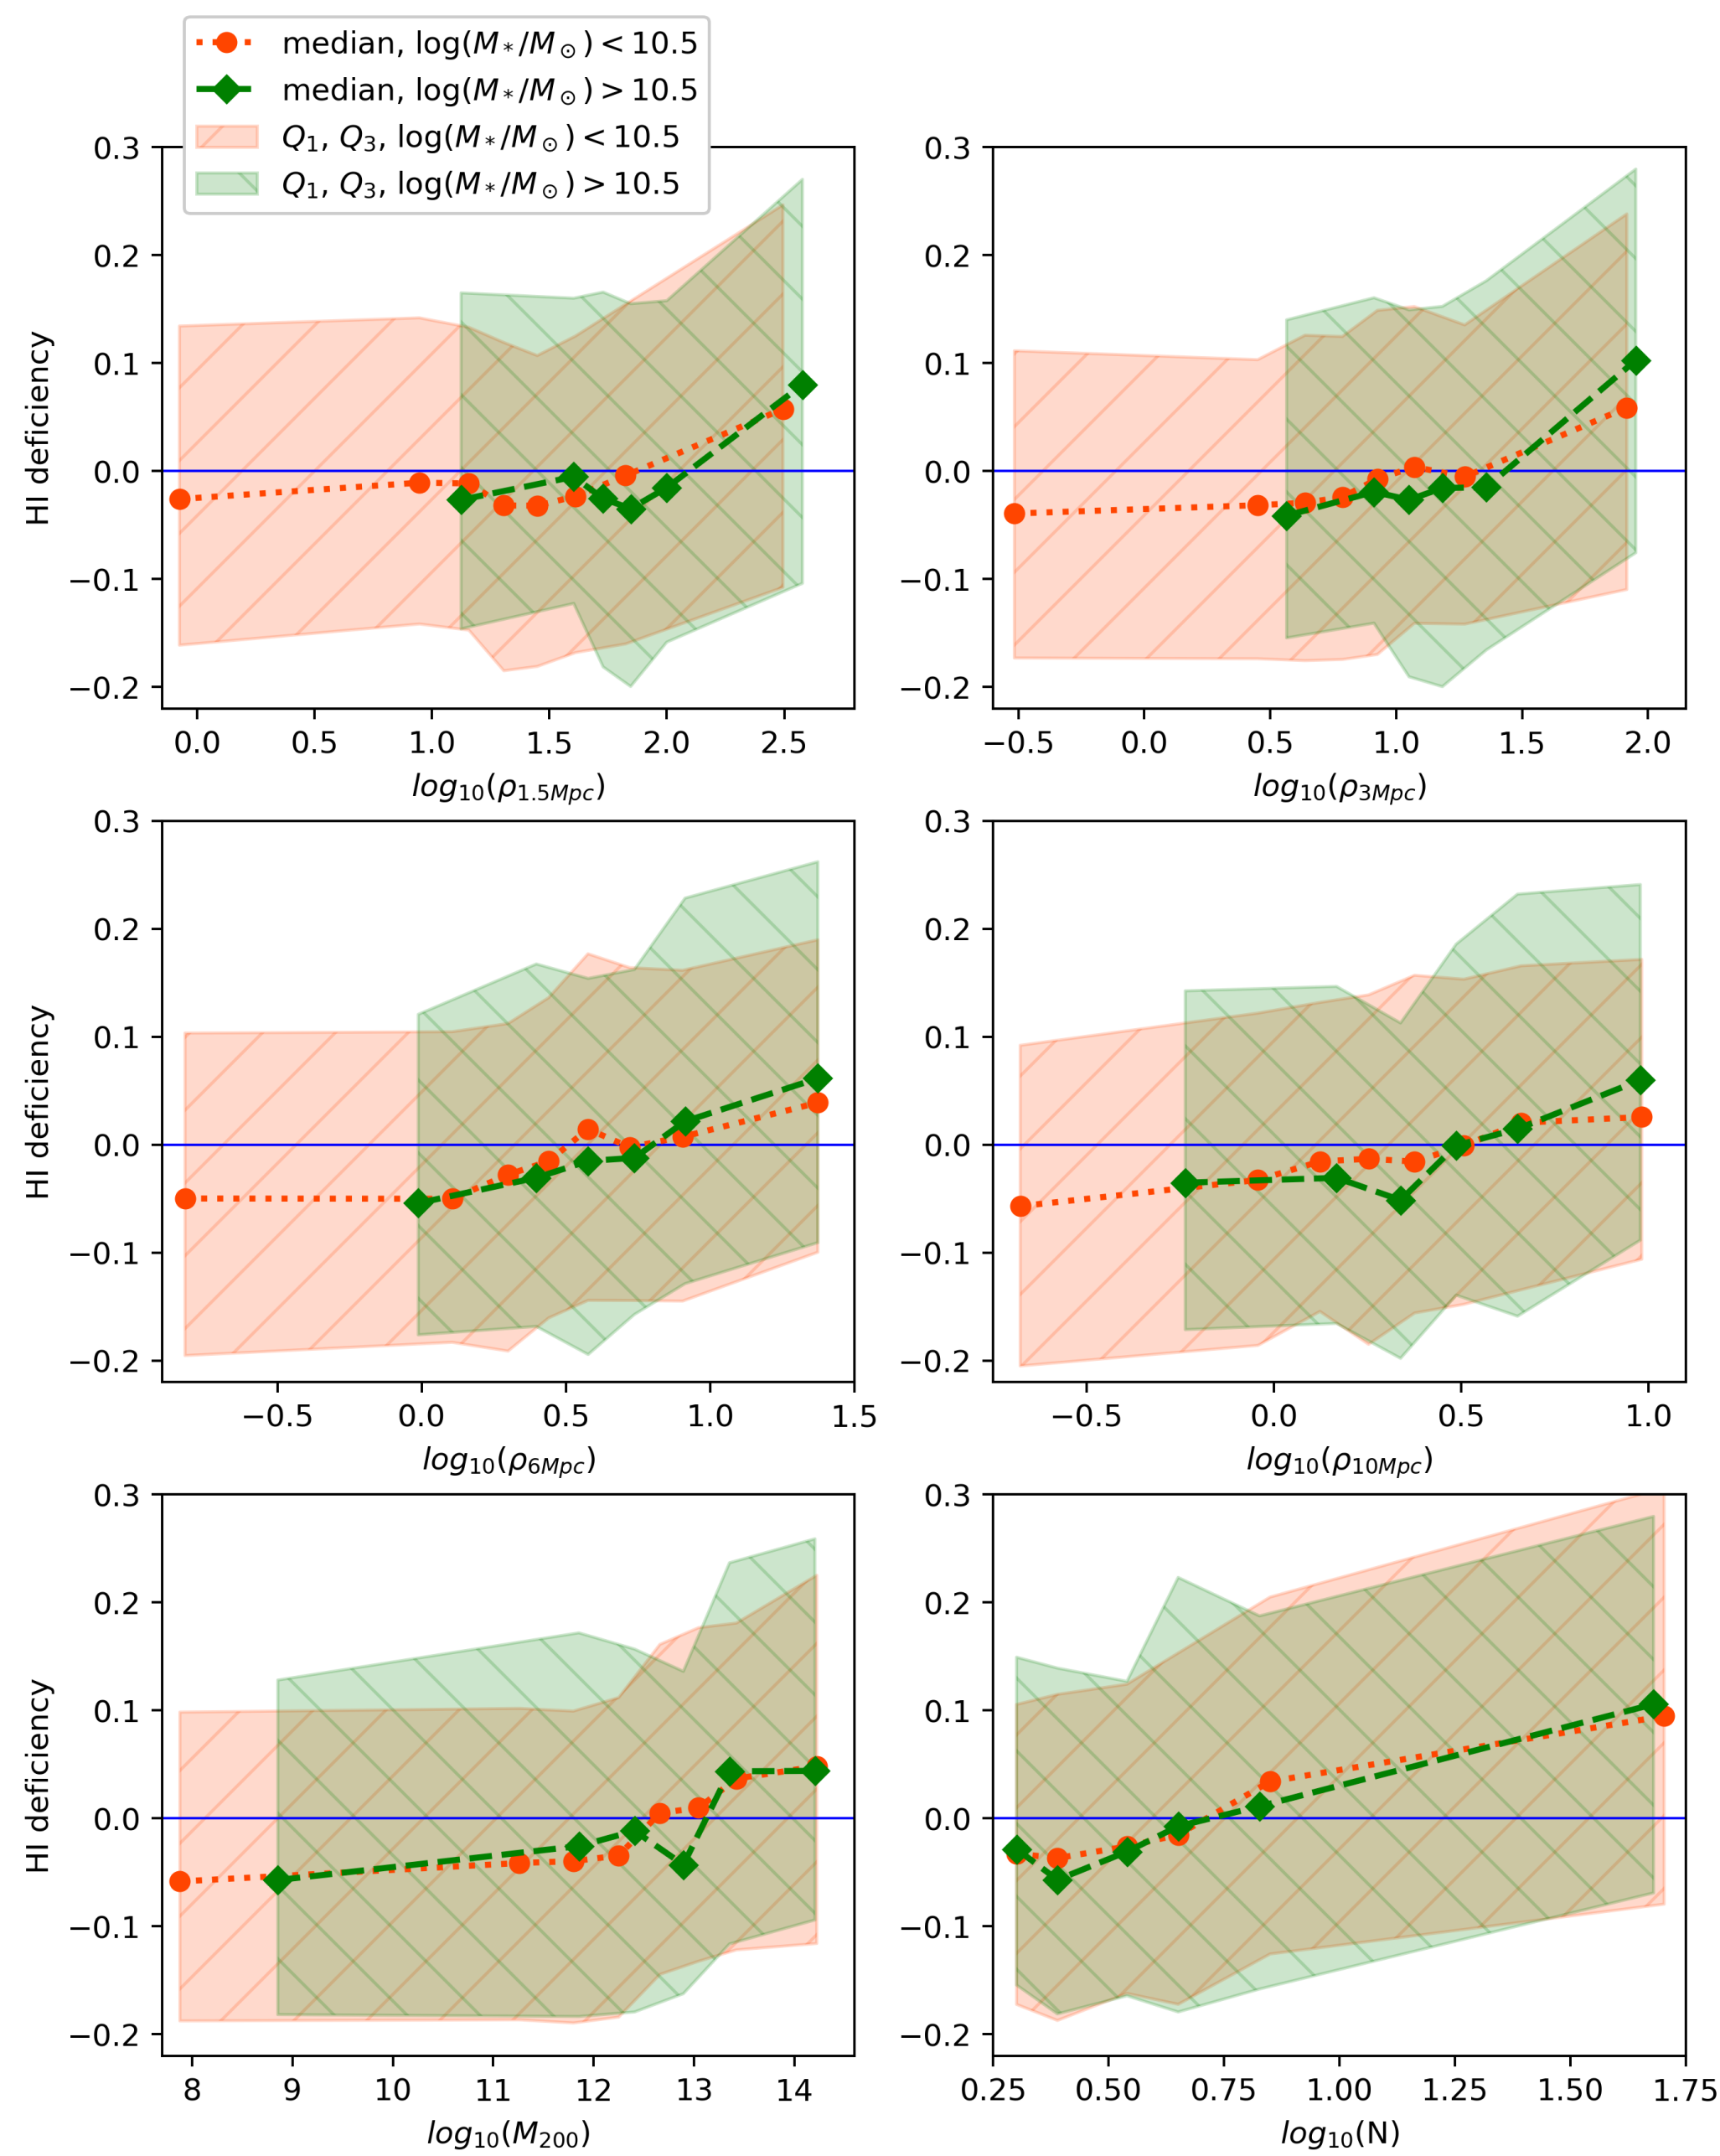 median, log(M*/M⊙) < 10.5
median, log(M*/M⊙) > 10.5
Q1, Q3, log(M*/M⊙) < 10.5
Q1, Q3, log(M*/M⊙) > 10.5
HI deficiency
0.3
0.2
0.1
0.0
−0.1
−0.2
0.0 0.5 1.0 1.5 2.0 2.5
log10(ρ1.5Mpc)
0.3
0.2
0.1
0.0
−0.1
−0.2
−0.5 0.0 0.5 1.0 1.5 2.0
log10(ρ3Mpc)
HI deficiency
0.3
0.2
0.1
0.0
−0.1
−0.2
−0.5 0.0 0.5 1.0 1.5
log10(ρ6Mpc)
0.3
0.2
0.1
0.0
−0.1
−0.2
−0.5 0.0 0.5 1.0
log10(ρ10Mpc)
HI deficiency
0.3
0.2
0.1
0.0
−0.1
−0.2
8 9 10 11 12 13 14
log10(M200)
0.3
0.2
0.1
0.0
−0.1
−0.2
0.25 0.50 0.75 1.00 1.25 1.50 1.75
log10(N)